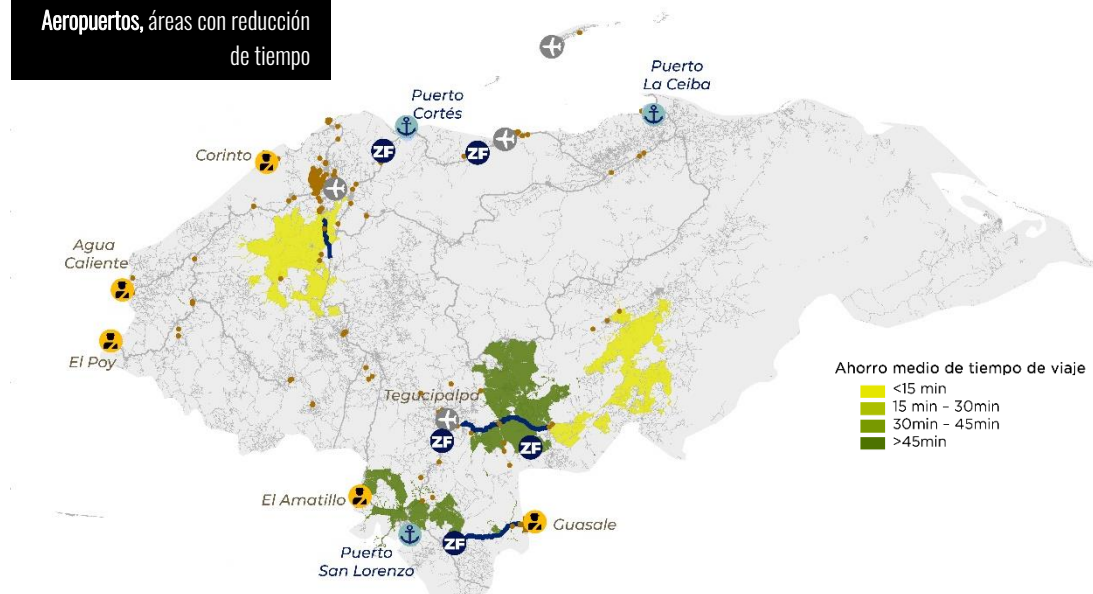 Aeropuertos, áreas con reducción
de tiempo
Puerto
La Ceiba
Puerto
Cortés
ZF
ZF
Corinto
Agua
Caliente
El Poy
Ahorro medio de tiempo de viaje
<15 min
15 min - 30min
30min - 45min
>45min
Tegucipalpa
ZF
ZF
El Amatillo
Guasale
ZF
Puerto
San Lorenzo